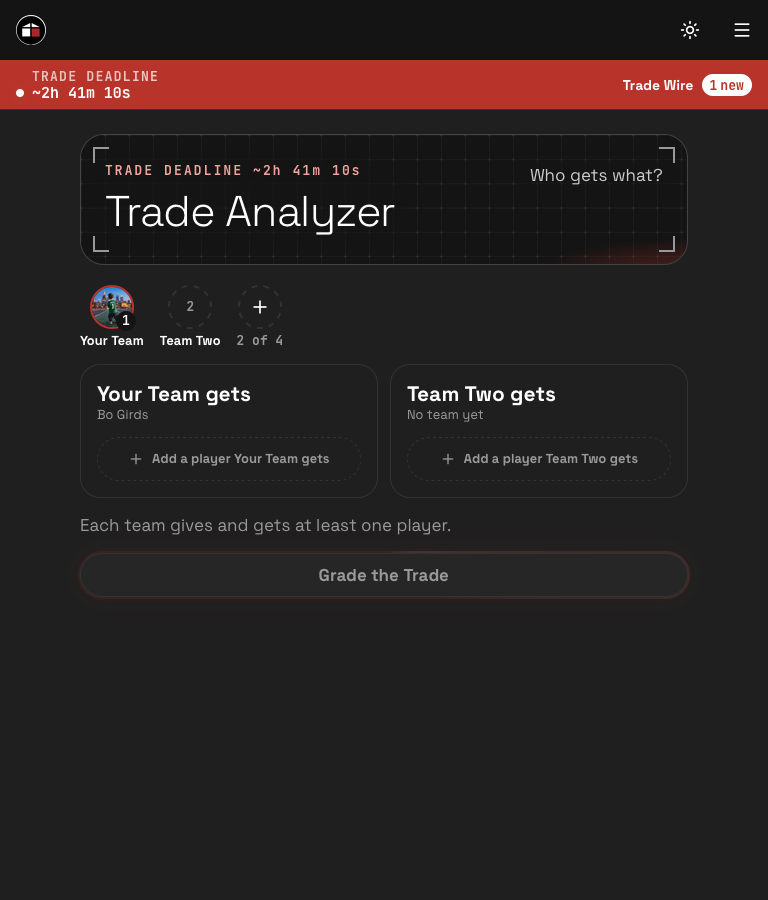 TRADE DEADLINE
~2h 41m 10s
Trade Wire
1 new
TRADE DEADLINE ~2h 41m 10s
Who gets what?
Trade Analyzer
1
2
Your Team
Team Two
2 of 4
Your Team gets
Bo Girds
Add a player Your Team gets
Team Two gets
No team yet
Add a player Team Two gets
Each team gives and gets at least one player.
Grade the Trade